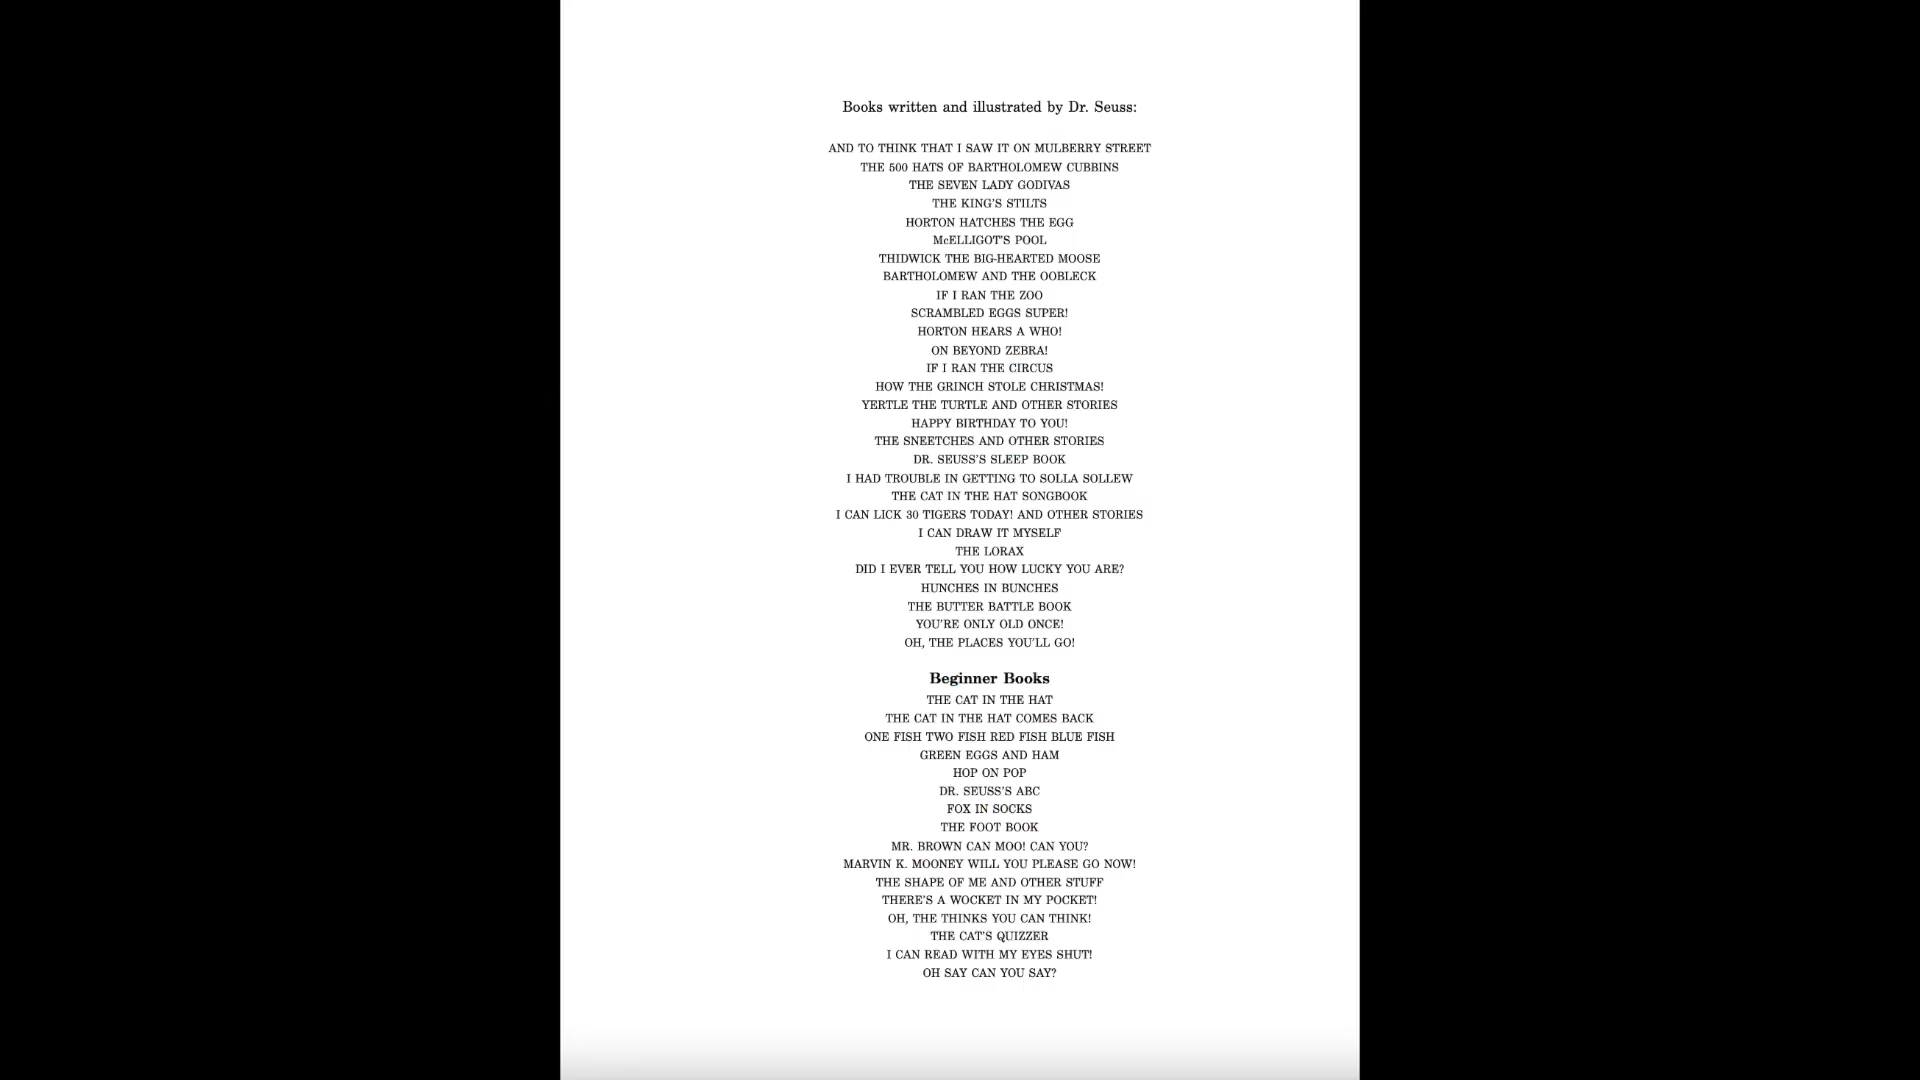 Books written and illustrated by Dr. Seuss:
AND TO THINK THAT I SAW IT ON MULBERRY STREET
THE 500 HATS OF BARTHOLOMEW CUBBINS
THE SEVEN LADY GODIVAS
THE KING'S STILTS
HORTON HATCHES THE EGG
McELLIGOT'S POOL
THIDWICK THE BIG-HEARTED MOOSE
BARTHOLOMEW AND THE OOBLECK
IF I RAN THE ZOO
SCRAMBLED EGGS SUPER!
HORTON HEARS A WHO!
ON BEYOND ZEBRA!
IF I RAN THE CIRCUS
HOW THE GRINCH STOLE CHRISTMAS!
YERTLE THE TURTLE AND OTHER STORIES
HAPPY BIRTHDAY TO YOU!
THE SNEETCHES AND OTHER STORIES
DR. SEUSS'S SLEEP BOOK
I HAD TROUBLE IN GETTING TO SOLLA SOLLEW
THE CAT IN THE HAT SONGBOOK
I CAN LICK 30 TIGERS TODAY! AND OTHER STORIES
I CAN DRAW IT MYSELF
THE LORAX
DID I EVER TELL YOU HOW LUCKY YOU ARE?
HUNCHES IN BUNCHES
THE BUTTER BATTLE BOOK
YOU'RE ONLY OLD ONCE!
OH, THE PLACES YOU'LL GO!
Beginner Books
THE CAT IN THE HAT
THE CAT IN THE HAT COMES BACK
ONE FISH TWO FISH RED FISH BLUE FISH
GREEN EGGS AND HAM
HOP ON POP
DR. SEUSS'S ABC
FOX IN SOCKS
THE FOOT BOOK
MR. BROWN CAN MOO! CAN YOU?
MARVIN K. MOONEY WILL YOU PLEASE GO NOW!
THE SHAPE OF ME AND OTHER STUFF
THERE'S A WOCKET IN MY POCKET!
OH, THE THINKS YOU CAN THINK!
THE CAT'S QUIZZER
I CAN READ WITH MY EYES SHUT!
OH SAY CAN YOU SAY?